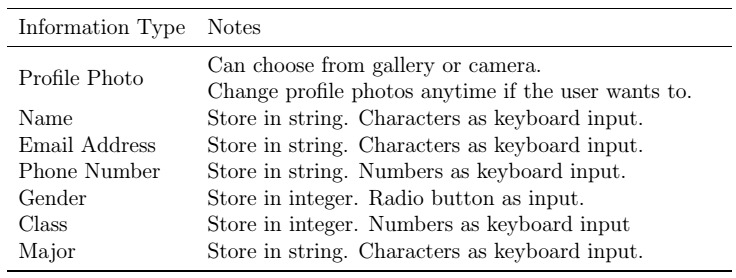 Information Type Notes
Can choose from gallery or camera.
Profile Photo
Change profile photos anytime if the user wants to.
Name Store in string. Characters as keyboard input.
Email Address Store in string. Characters as keyboard input.
Phone Number Store in string. Numbers as keyboard input.
Gender Store in integer. Radio button as input.
Class Store in integer. Numbers as keyboard input
Major Store in string. Characters as keyboard input.